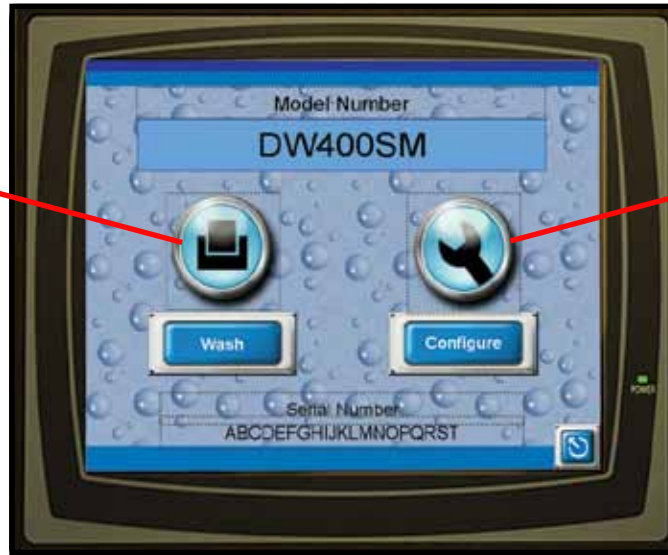 Model Number
DW400SM
Wash
Configure
Serial Number
ABCDEFGHIJKLMNOPQRST
POWER